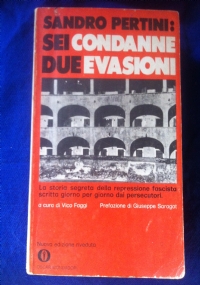 SANDRO PERTINI:
SEI CONDANNE
DUE EVASIONI
La storia segreta della repressione fascista
scritta giorno per giorno dai persecutori.
a cura di Vico Faggi Prefazione di Giuseppe Saragat